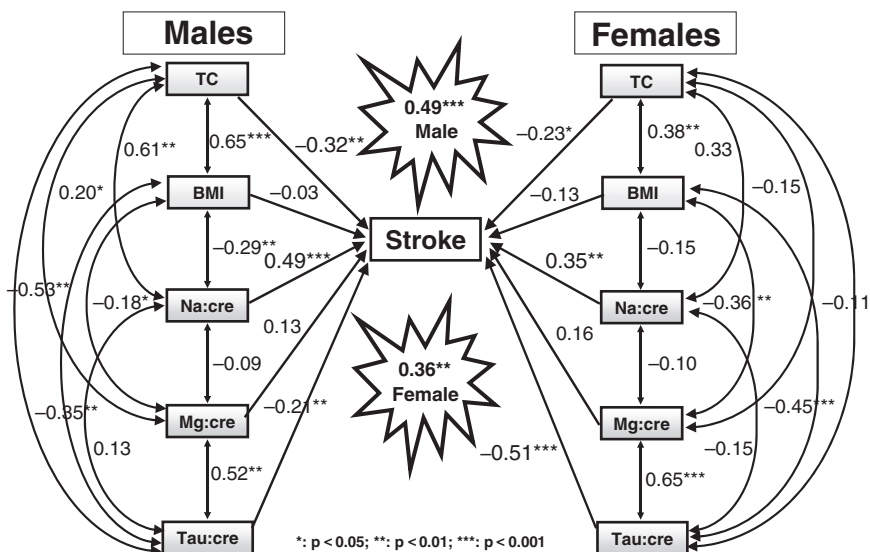 Males
Females
TC
TC
0.49***
Male
0.61**
0.65***
−0.32**
−0.23*
0.38**
0.33
0.20*
BMI
−0.03
−0.13
BMI
−0.15
Stroke
−0.29**
0.49***
0.35**
−0.15
−0.53**
−0.18*
Na:cre
Na:cre
−0.36 **
−0.11
0.13
0.16
−0.09
0.36**
Female
−0.10
−0.35**
Mg:cre
−0.21**
Mg:cre
−0.45***
0.13
−0.51***
−0.15
0.52**
0.65***
Tau:cre
*: p < 0.05; **: p < 0.01; ***: p < 0.001
Tau:cre